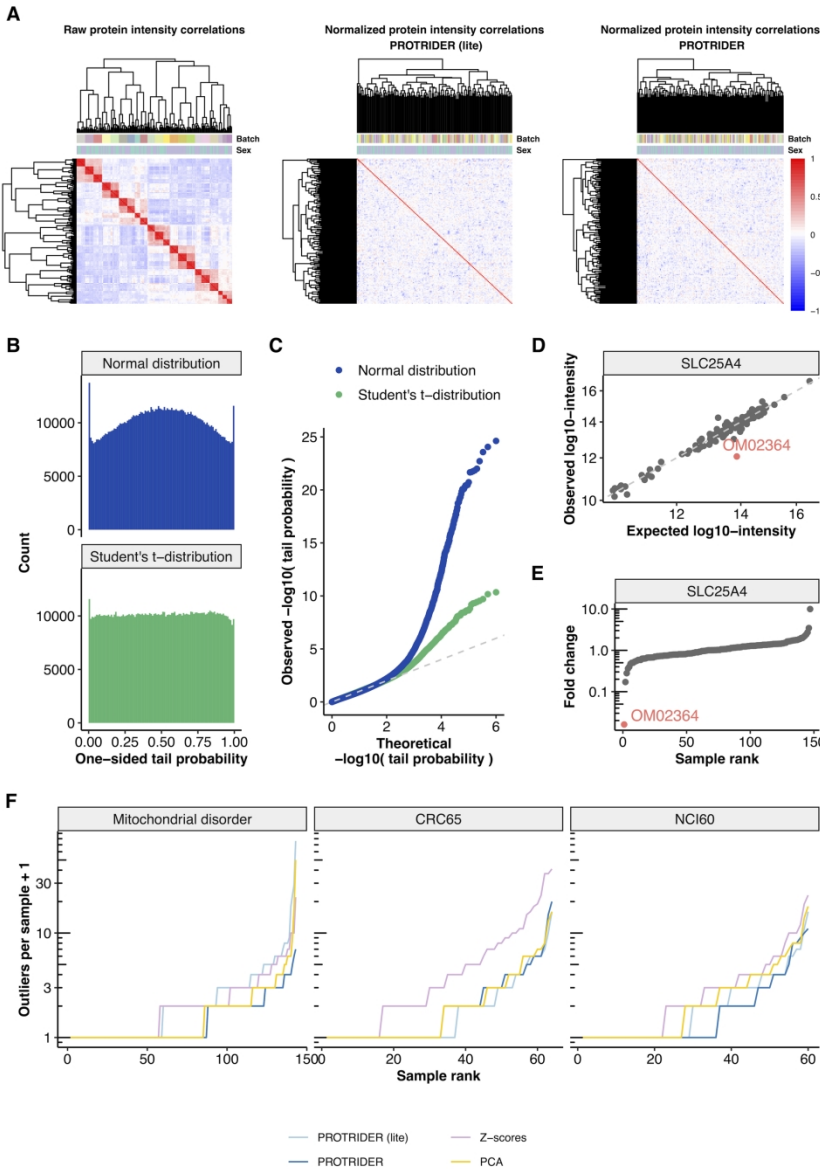 A
Raw protein intensity correlations
Normalized protein intensity correlations
PROTRIDER (lite)
Normalized protein intensity correlations
PROTRIDER
Batch
Sex
Batch
Sex
Batch
Sex
1
0.5
0
-0
-1
B
Normal distribution
10000
5000
0
Student's t-distribution
10000
5000
0
Count
0.00 0.25 0.50 0.75 1.00
One-sided tail probability
C
Normal distribution
Student's t-distribution
25
20
15
10
5
0
Observed -log10( tail probability )
0 2 4 6
Theoretical
-log10( tail probability )
D
SLC25A4
16
14
12
10
Observed log10-intensity
OM02364
12 14 16
Expected log10-intensity
E
SLC25A4
10.0
1.0
0.1
Fold change
OM02364
0 50 100 150
Sample rank
F
Mitochondrial disorder CRC65 NCI60
30
10
3
1
Outliers per sample + 1
0 50 100 150 0 20 40 60 0 20 40 60
Sample rank
PROTRIDER (lite) Z-scores
PROTRIDER PCA